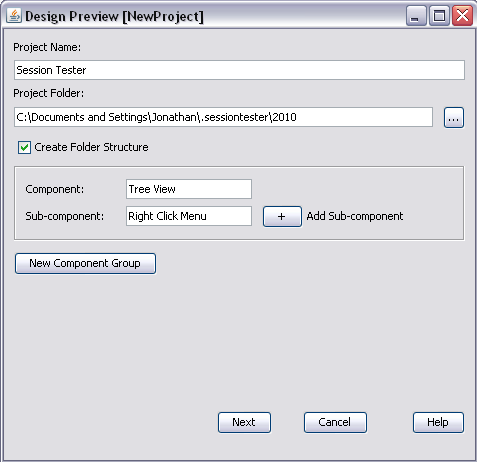 Design Preview [NewProject]
Project Name:
Session Tester
Project Folder:
C:\Documents and Settings\Jonathan\.sessiontester\2010
...
Create Folder Structure
Component:
Tree View
Sub-component:
Right Click Menu
+
Add Sub-component
New Component Group
Next
Cancel
Help